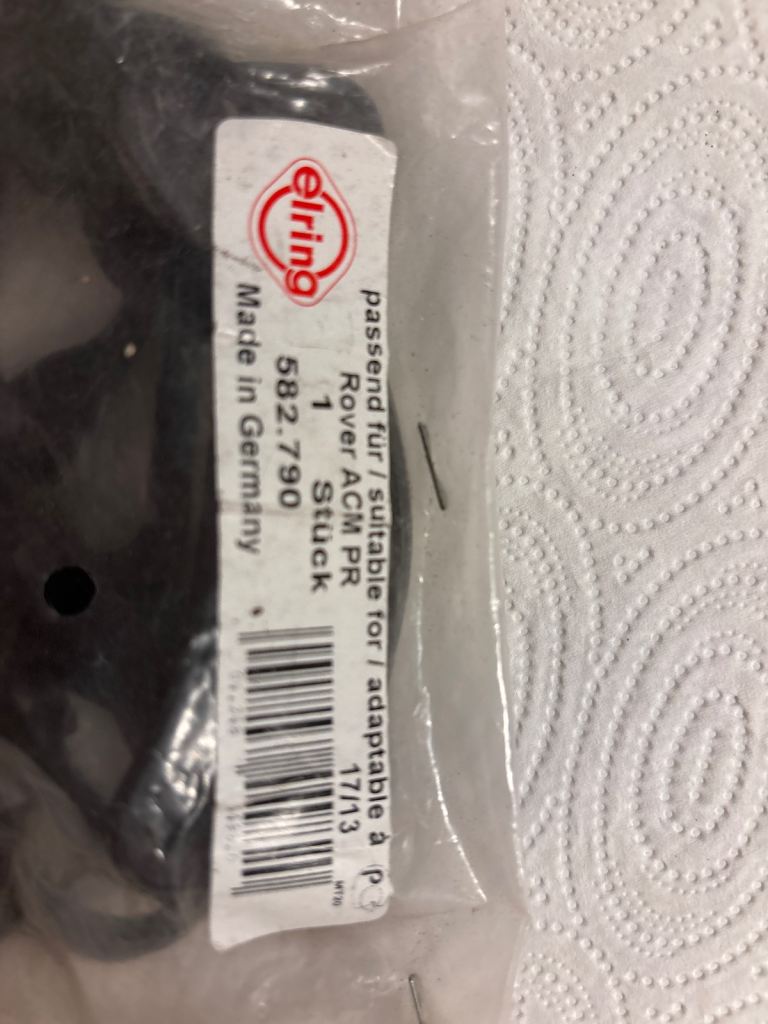 elring
passend für / suitable for / adaptable à
Rover ACM PR
1 Stück 17/13
582.790
Made in Germany